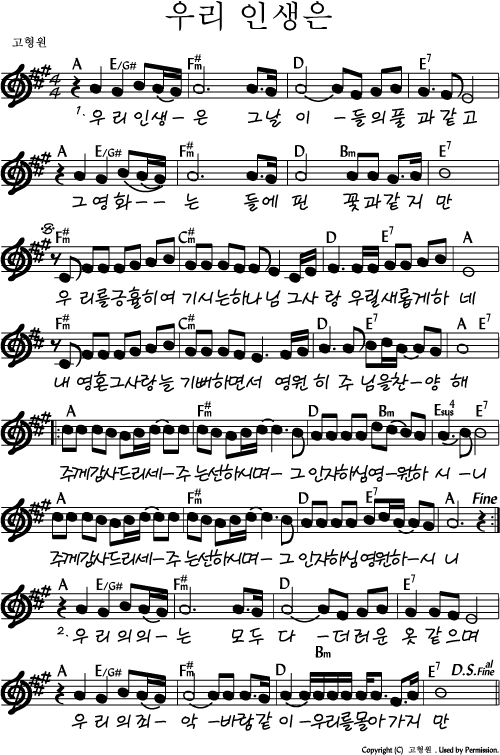 우리 인생은
고형원
A E/G# F#m D E7
4/4
1. 우 리 인생 - 은 그날 이 - 들의풀 과같 고
A E/G# F#m D Bm E7
그 영 화 - - 는 들에 핀 꽃과같 지 만
F#m C#m D E7 A
우 리를긍휼히여 기시는하나님 그사 랑 우릴새롭게하 네
F#m C#m D E7 A E7
내 영혼그사랑늘 기뻐하면서 영원 히 주 님을찬-양 해
A F#m D Bm Esus4 E7
주께감사드리세-주 는선하시며- 그 인자하심영-원하 시 - 니
A F#m D E7 A Fine
주께감사드리세-주 는선하시며- 그 인자하심 영원하-시 니
A E/G# F#m D E7
2. 우 리 의의 - 는 모두 다 - 더러운 옷 같으며
Bm
A E/G# F#m D E7 D.S. al Fine
우 리 의죄 - 악 -바람같 이-우리를몰아가지 만
Copyright (C) 고형원 . Used by Permission.